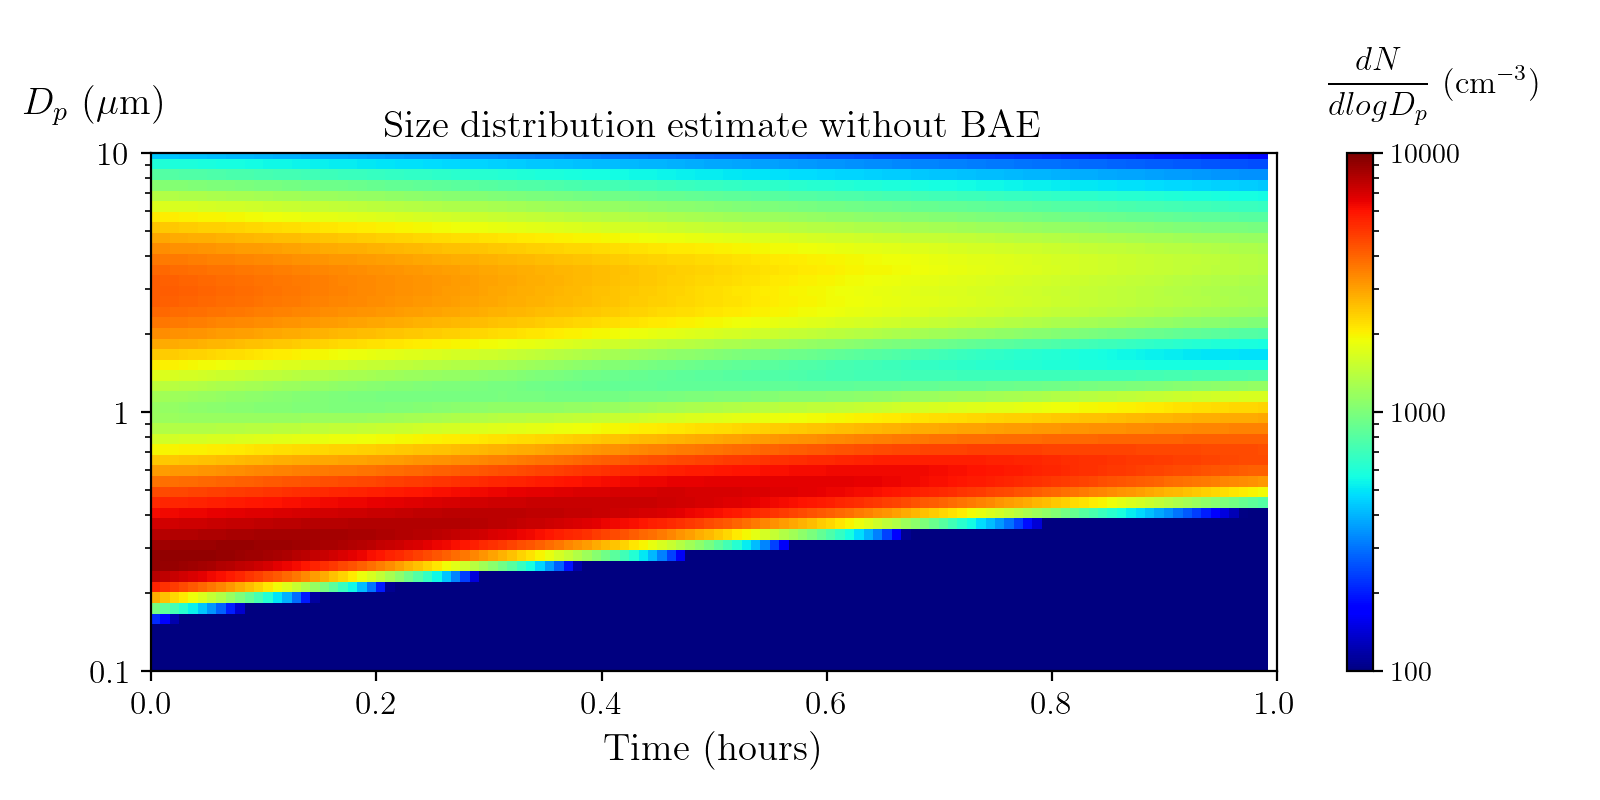 dN
dlogD_p (cm^{-3})
D_p (μm)
Size distribution estimate without BAE
10
1
0.1
0.0 0.2 0.4 0.6 0.8 1.0
Time (hours)
10000
1000
100